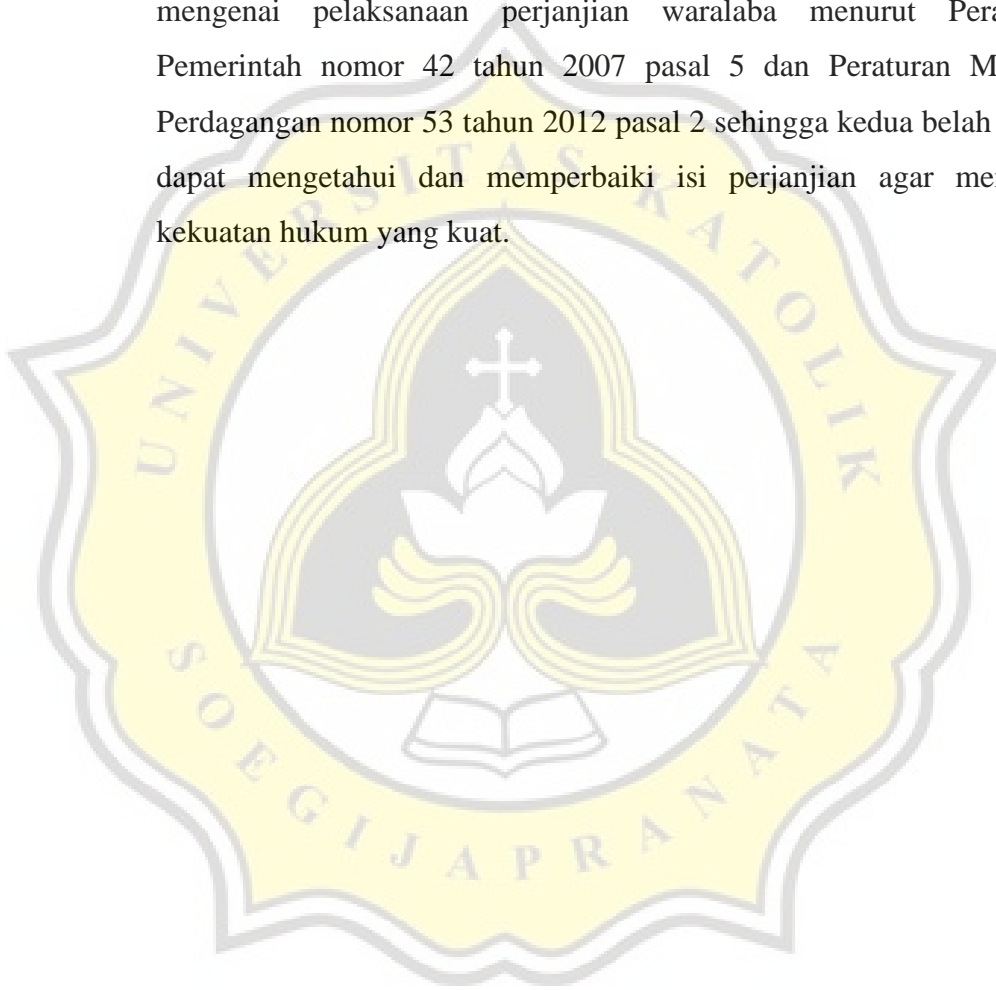 mengenai pelaksanaan perjanjian waralaba menurut Pera
Pemerintah nomor 42 tahun 2007 pasal 5 dan Peraturan M
Perdagangan nomor 53 tahun 2012 pasal 2 sehingga kedua belah
dapat mengetahui dan memperbaiki isi perjanjian agar me
kekuatan hukum yang kuat.
UNIVERSITAS KATOLIK
SOEGIJAPRANATA